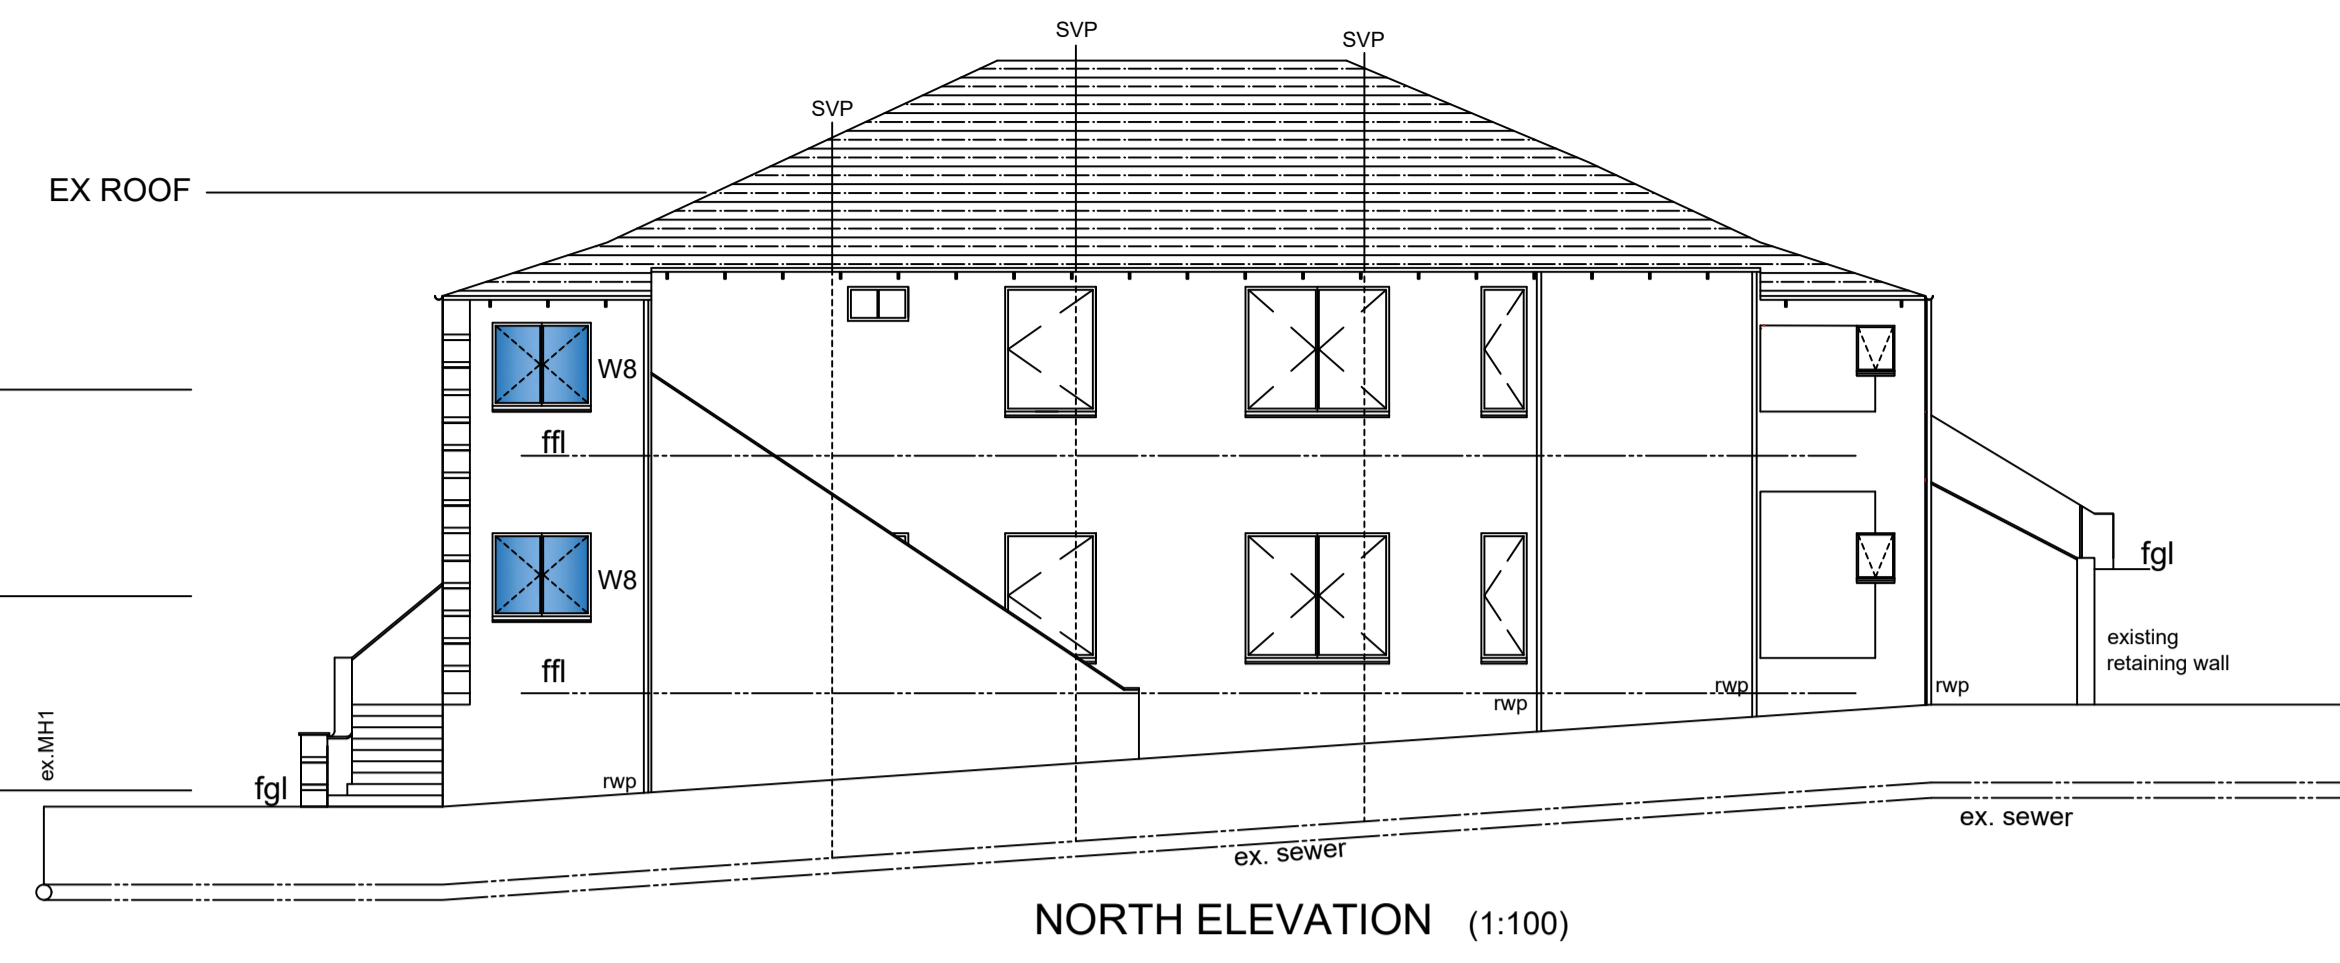 SVP
SVP
SVP
EX ROOF
W8
ffl
W8
ffl
fgl
existing
retaining wall
rwp
rwp
rwp
rwp
ex.MH1
fgl
ex. sewer
ex. sewer
NORTH ELEVATION (1:100)